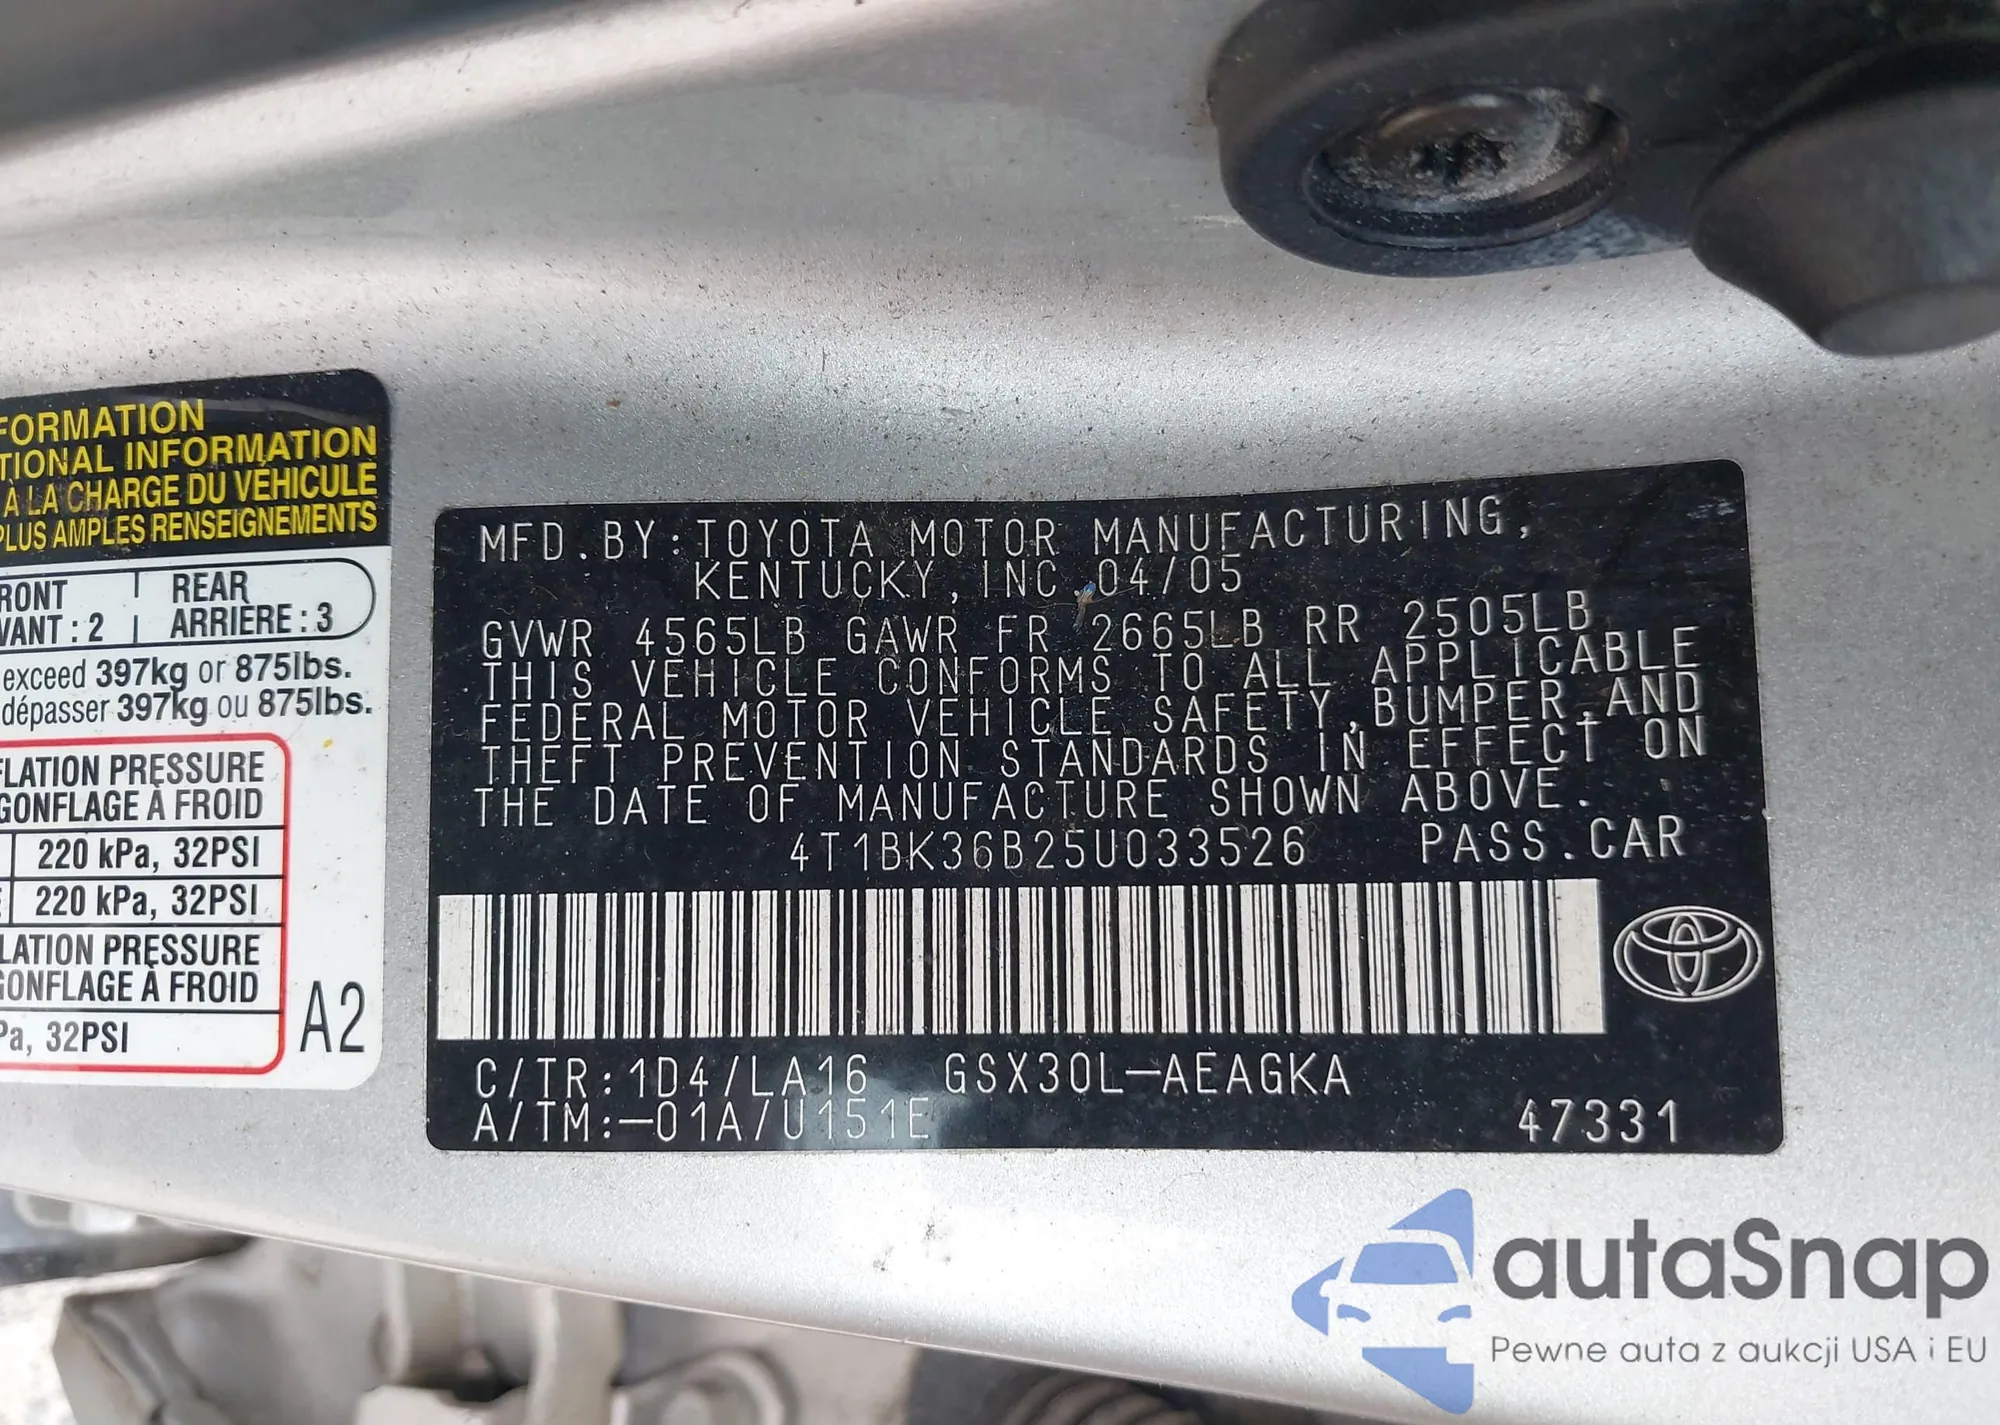 FORMATION
TIONAL INFORMATION
À LA CHARGE DU VÉHICULE
PLUS AMPLES RENSEIGNEMENTS
RONT REAR
VANT : 2 ARRIÈRE : 3
exceed 397kg or 875lbs.
dépasser 397kg ou 875lbs.
FLATION PRESSURE
GONFLAGE À FROID
220 kPa, 32PSI
220 kPa, 32PSI
LATION PRESSURE
GONFLAGE À FROID
Pa, 32PSI
A2
MFD.BY:TOYOTA MOTOR MANUFACTURING,
KENTUCKY,INC.04/05
GVWR 4565LB GAWR FR 2665LB RR 2505LB
THIS VEHICLE CONFORMS TO ALL APPLICABLE
FEDERAL MOTOR VEHICLE SAFETY,BUMPER,AND
THEFT PREVENTION STANDARDS IN EFFECT ON
THE DATE OF MANUFACTURE SHOWN ABOVE.
4T1BK36B25U033526 PASS.CAR
C/TR:1D4/LA16 GSX30L-AEAGKA
A/TM:-01A/U151E
47331
autaSnap
Pewne auta z aukcji USA i EU